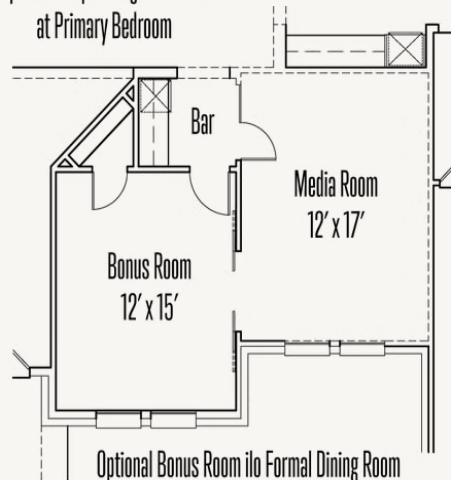 at Primary Bedroom
Bar
Media Room
12' x 17'
Bonus Room
12' x 15'
Optional Bonus Room ilo Formal Dining Room